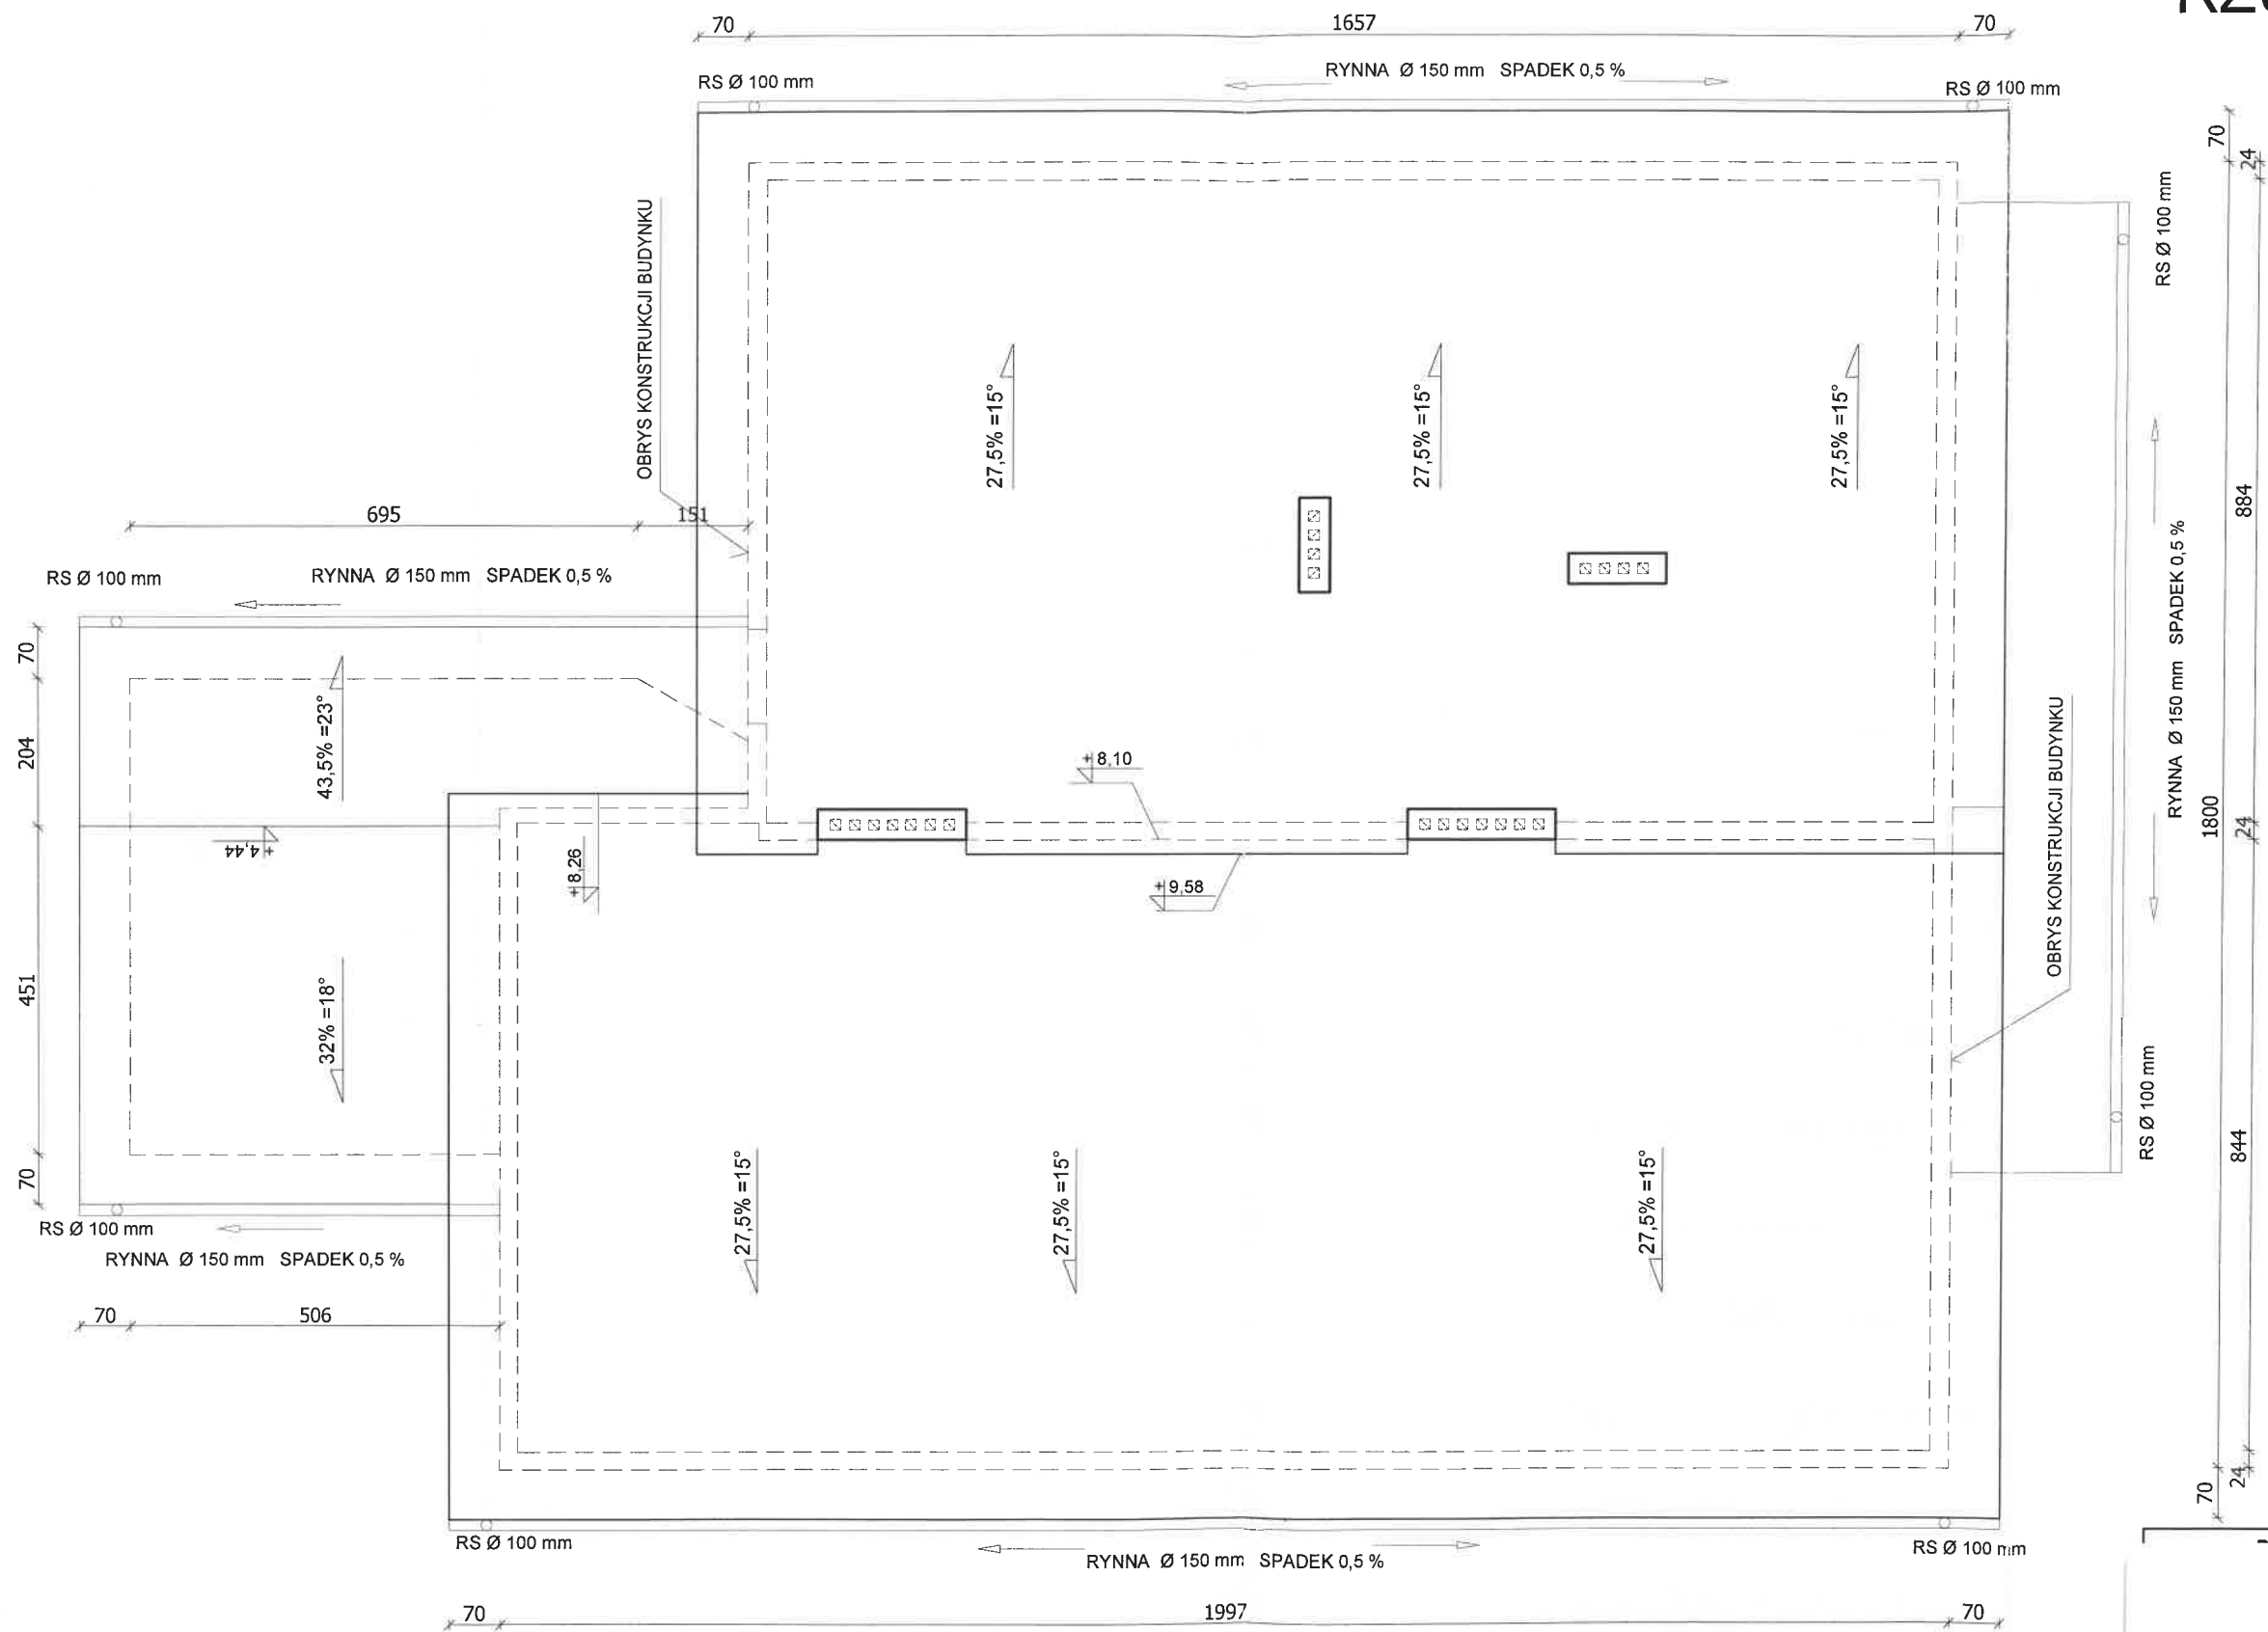 70
1657
70
RYNNA Ø 150 mm SPADEK 0,5 %
RS Ø 100 mm
RS Ø 100 mm
70
24
RS Ø 100 mm
OBRYS KONSTRUKCJI BUDYNKU
27,5% =15°
27,5% =15°
27,5% =15°
884
695
151
RS Ø 100 mm
RYNNA Ø 150 mm SPADEK 0,5 %
RYNNA Ø 150 mm SPADEK 0,5 %
70
43,5% =23°
204
+8,10
OBRYS KONSTRUKCJI BUDYNKU
1800
24
+ 4,44
+8,26
+9,58
451
32% =18°
RS Ø 100 mm
844
70
27,5% =15°
27,5% =15°
27,5% =15°
RS Ø 100 mm
RYNNA Ø 150 mm SPADEK 0,5 %
70
506
24
70
RS Ø 100 mm
RYNNA Ø 150 mm SPADEK 0,5 %
RS Ø 100 mm
70
1997
70